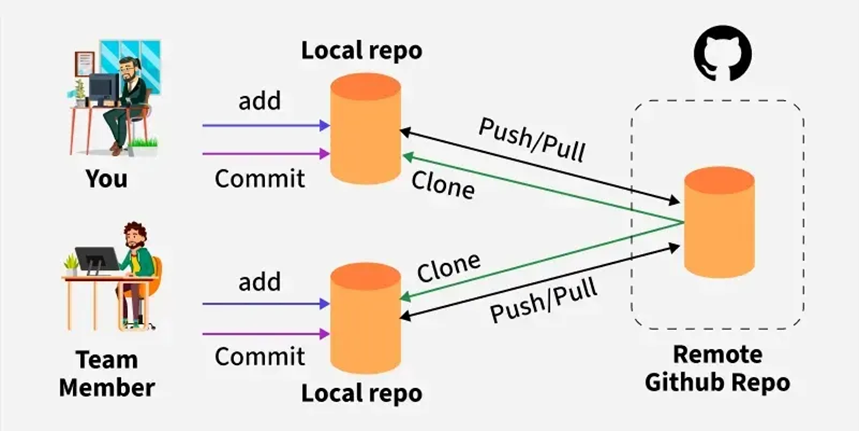 Local repo
add
Push/Pull
Commit
Clone
You
Clone
add
Push/Pull
Commit
Team
Member
Local repo
Remote
Github Repo